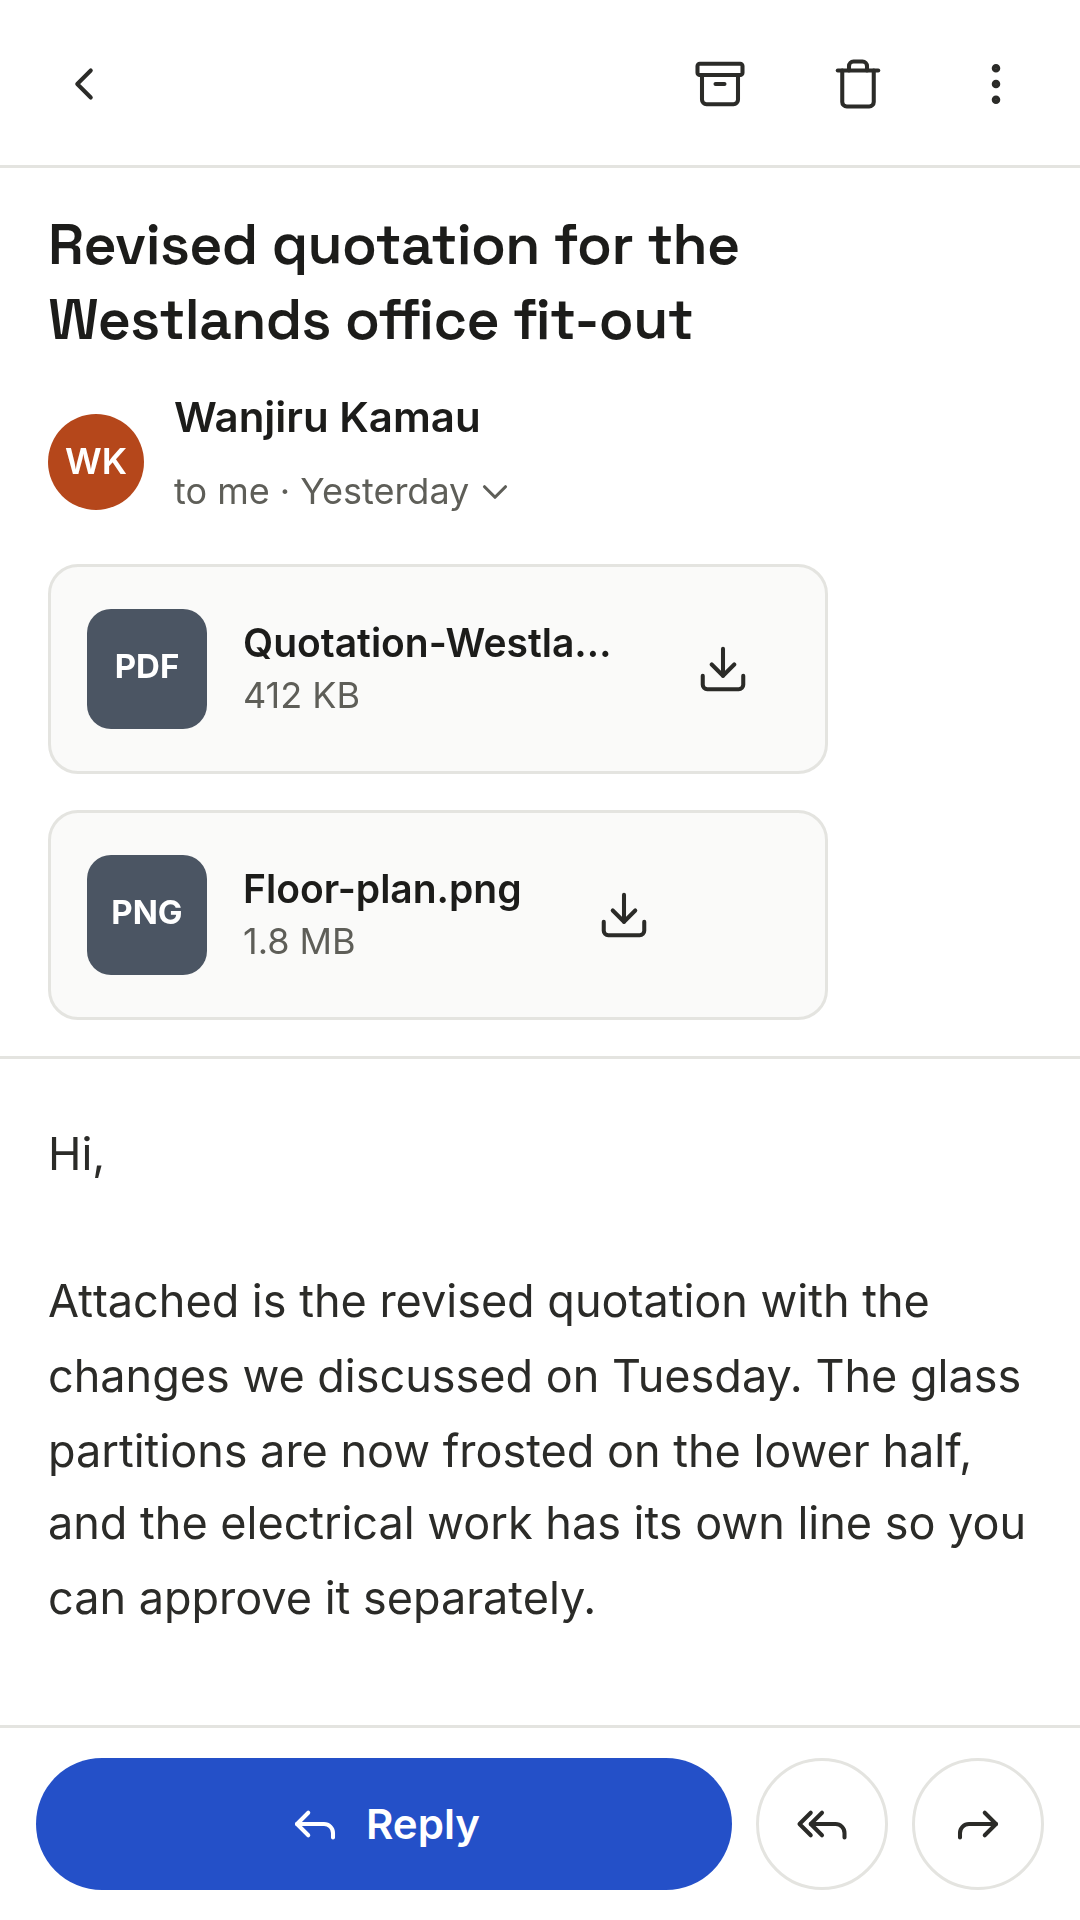 Revised quotation for the
Westlands office fit-out
WK
Wanjiru Kamau
to me · Yesterday
PDF
Quotation-Westla...
412 KB
PNG
Floor-plan.png
1.8 MB
Hi,
Attached is the revised quotation with the
changes we discussed on Tuesday. The glass
partitions are now frosted on the lower half,
and the electrical work has its own line so you
can approve it separately.
Reply